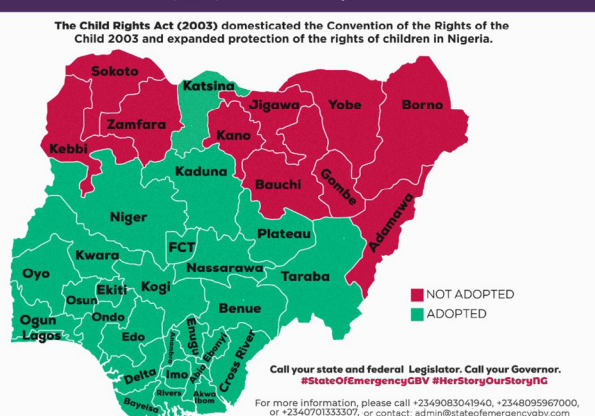 The Child Rights Act (2003) domesticated the Convention of the Rights of the
Child 2003 and expanded protection of the rights of children in Nigeria.
Sokoto
Katsina
Jigawa
Yobe
Borno
Zamfara
Kano
Kebbi
Kaduna
Bauchi
Gombe
Adamawa
Niger
Plateau
FCT
Kwara
Nassarawa
Taraba
Oyo
Ekiti
Kogi
Osun
Benue
Ogun
Ondo
Lagos
Edo
Anambra
Enugu
Ebonyi
Cross River
Delta
Imo
Abia
Rivers
Akwa
Ibom
Bayelsa
NOT ADOPTED
ADOPTED
Call your state and federal Legislator. Call your Governor.
#StateOfEmergencyGBV #HerStoryOurStoryNG
For more information, please call +2349083041940, +2348095967000,
or +2340701333307, or contact: admin@stateofemergencygbv.com